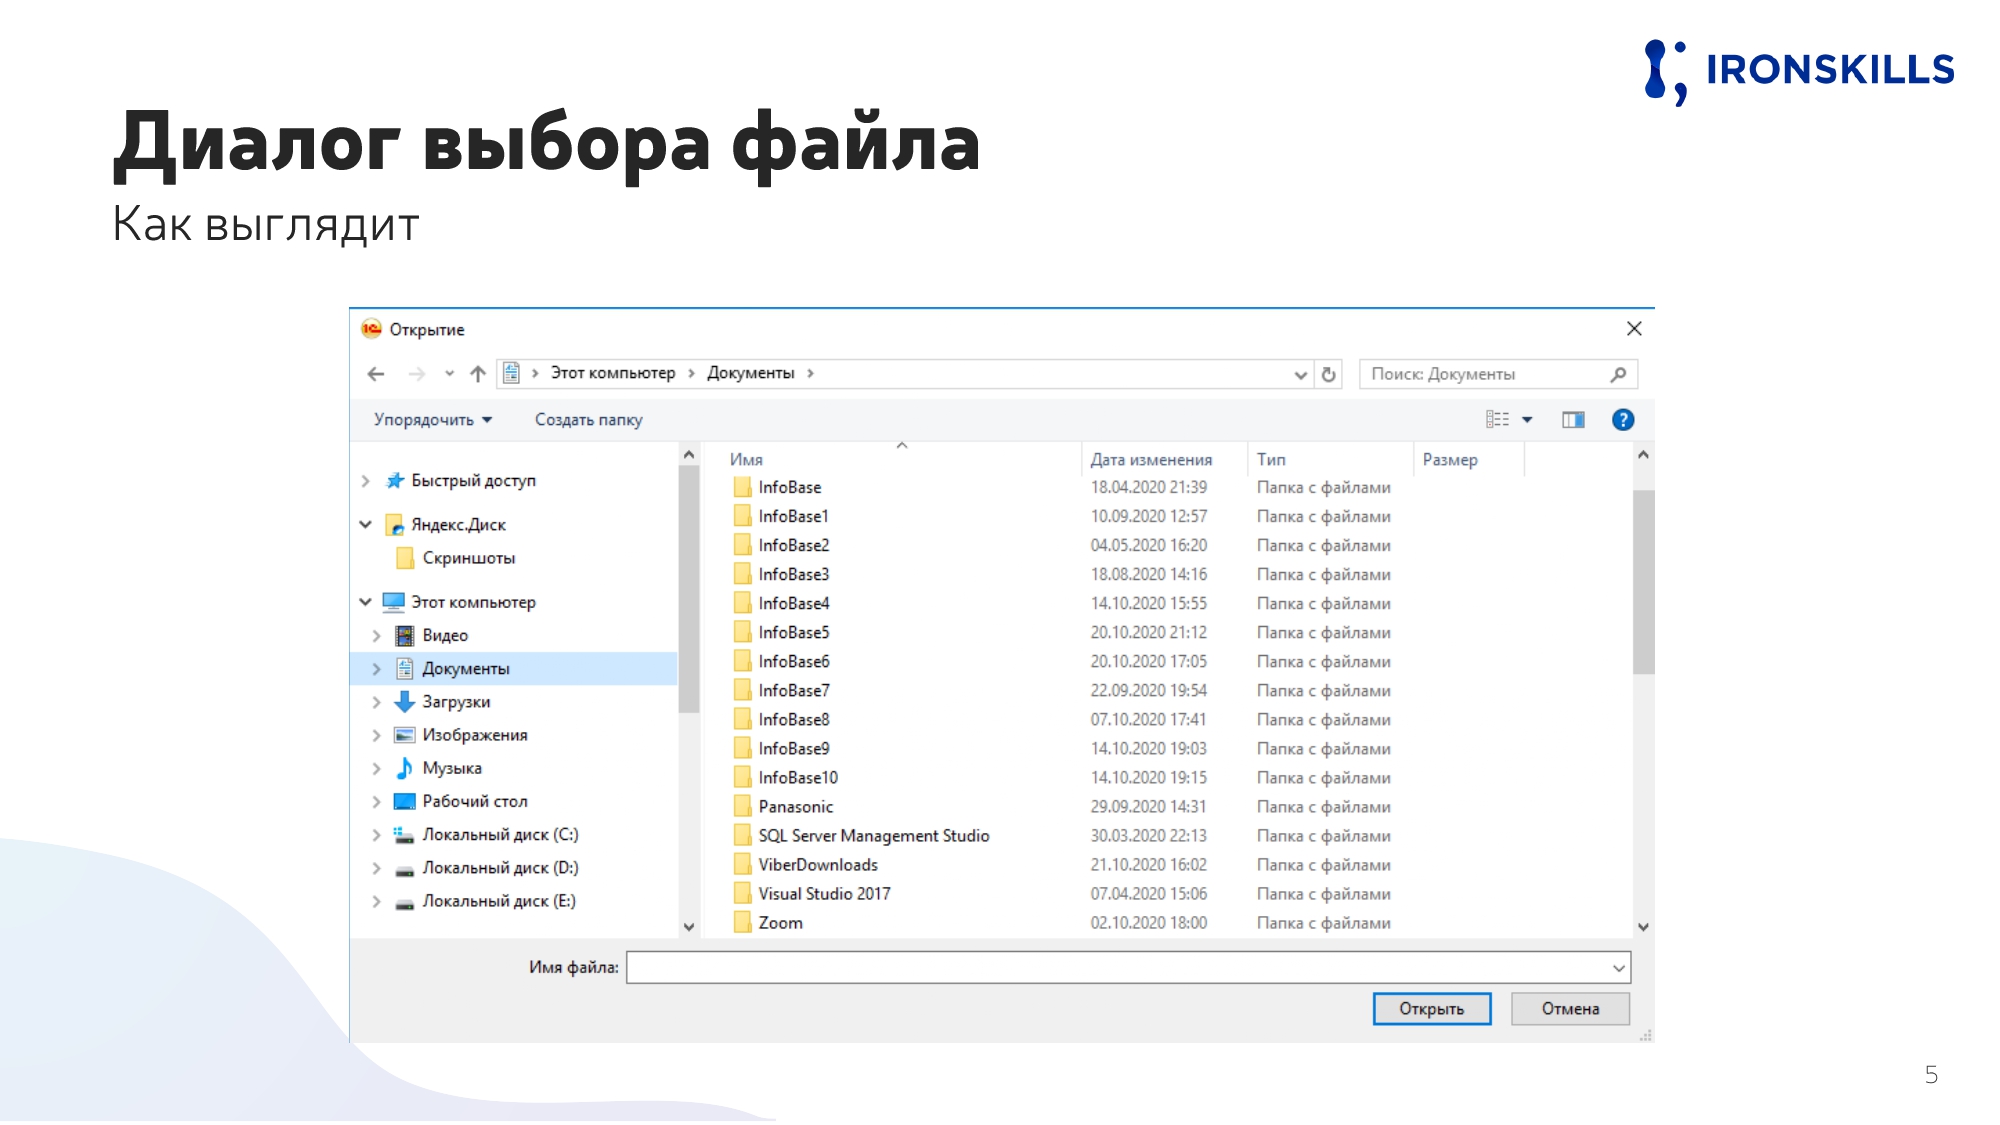 IRONSKILLS
Диалог выбора файла
Как выглядит
1С Открытие
Этот компьютер > Документы >
Поиск: Документы
Упорядочить
Создать папку
Быстрый доступ
Яндекс.Диск
Скриншоты
Этот компьютер
Видео
Документы
Загрузки
Изображения
Музыка
Рабочий стол
Локальный диск (C:)
Локальный диск (D:)
Локальный диск (E:)
Имя Дата изменения Тип Размер
InfoBase 18.04.2020 21:39 Папка с файлами
InfoBase1 10.09.2020 12:57 Папка с файлами
InfoBase2 04.05.2020 16:20 Папка с файлами
InfoBase3 18.08.2020 14:16 Папка с файлами
InfoBase4 14.10.2020 15:55 Папка с файлами
InfoBase5 20.10.2020 21:12 Папка с файлами
InfoBase6 20.10.2020 17:05 Папка с файлами
InfoBase7 22.09.2020 19:54 Папка с файлами
InfoBase8 07.10.2020 17:41 Папка с файлами
InfoBase9 14.10.2020 19:03 Папка с файлами
InfoBase10 14.10.2020 19:15 Папка с файлами
Panasonic 29.09.2020 14:31 Папка с файлами
SQL Server Management Studio 30.03.2020 22:13 Папка с файлами
ViberDownloads 21.10.2020 16:02 Папка с файлами
Visual Studio 2017 07.04.2020 15:06 Папка с файлами
Zoom 02.10.2020 18:00 Папка с файлами
Имя файла:
Открыть
Отмена
5